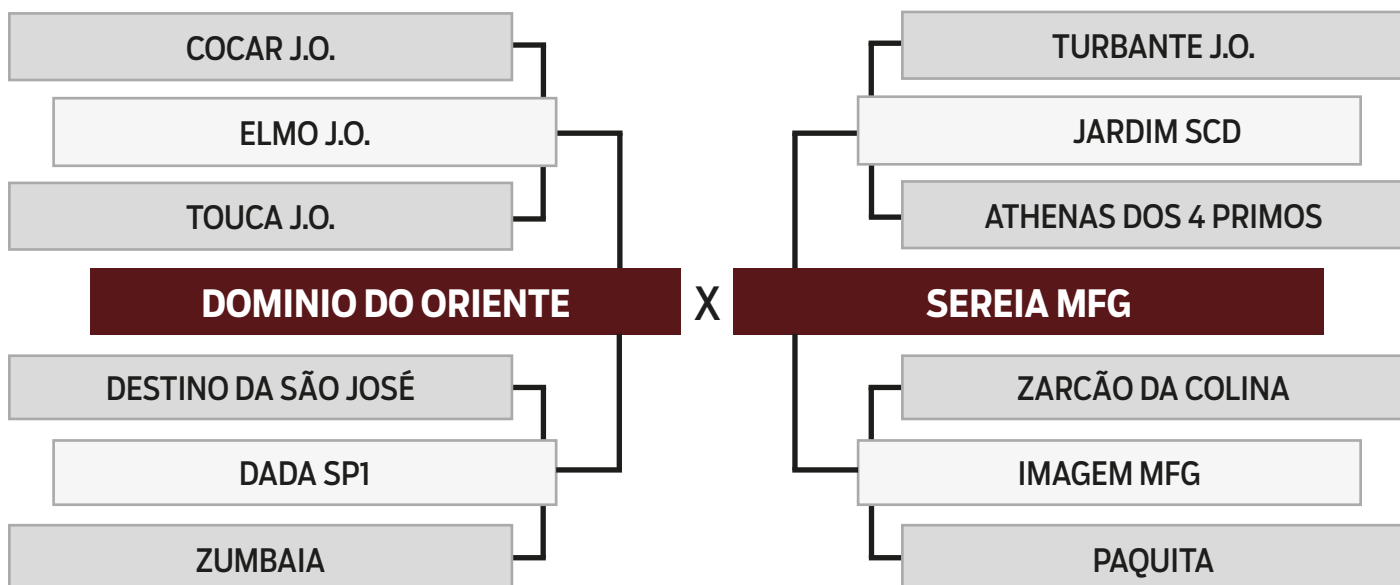 COCAR J.O.
TURBANTE J.O.
ELMO J.O.
JARDIM SCD
TOUCA J.O.
ATHENAS DOS 4 PRIMOS
DOMINIO DO ORIENTE X SEREIA MFG
DESTINO DA SÃO JOSÉ
ZARCÃO DA COLINA
DADA SP1
IMAGEM MFG
ZUMBAIA
PAQUITA